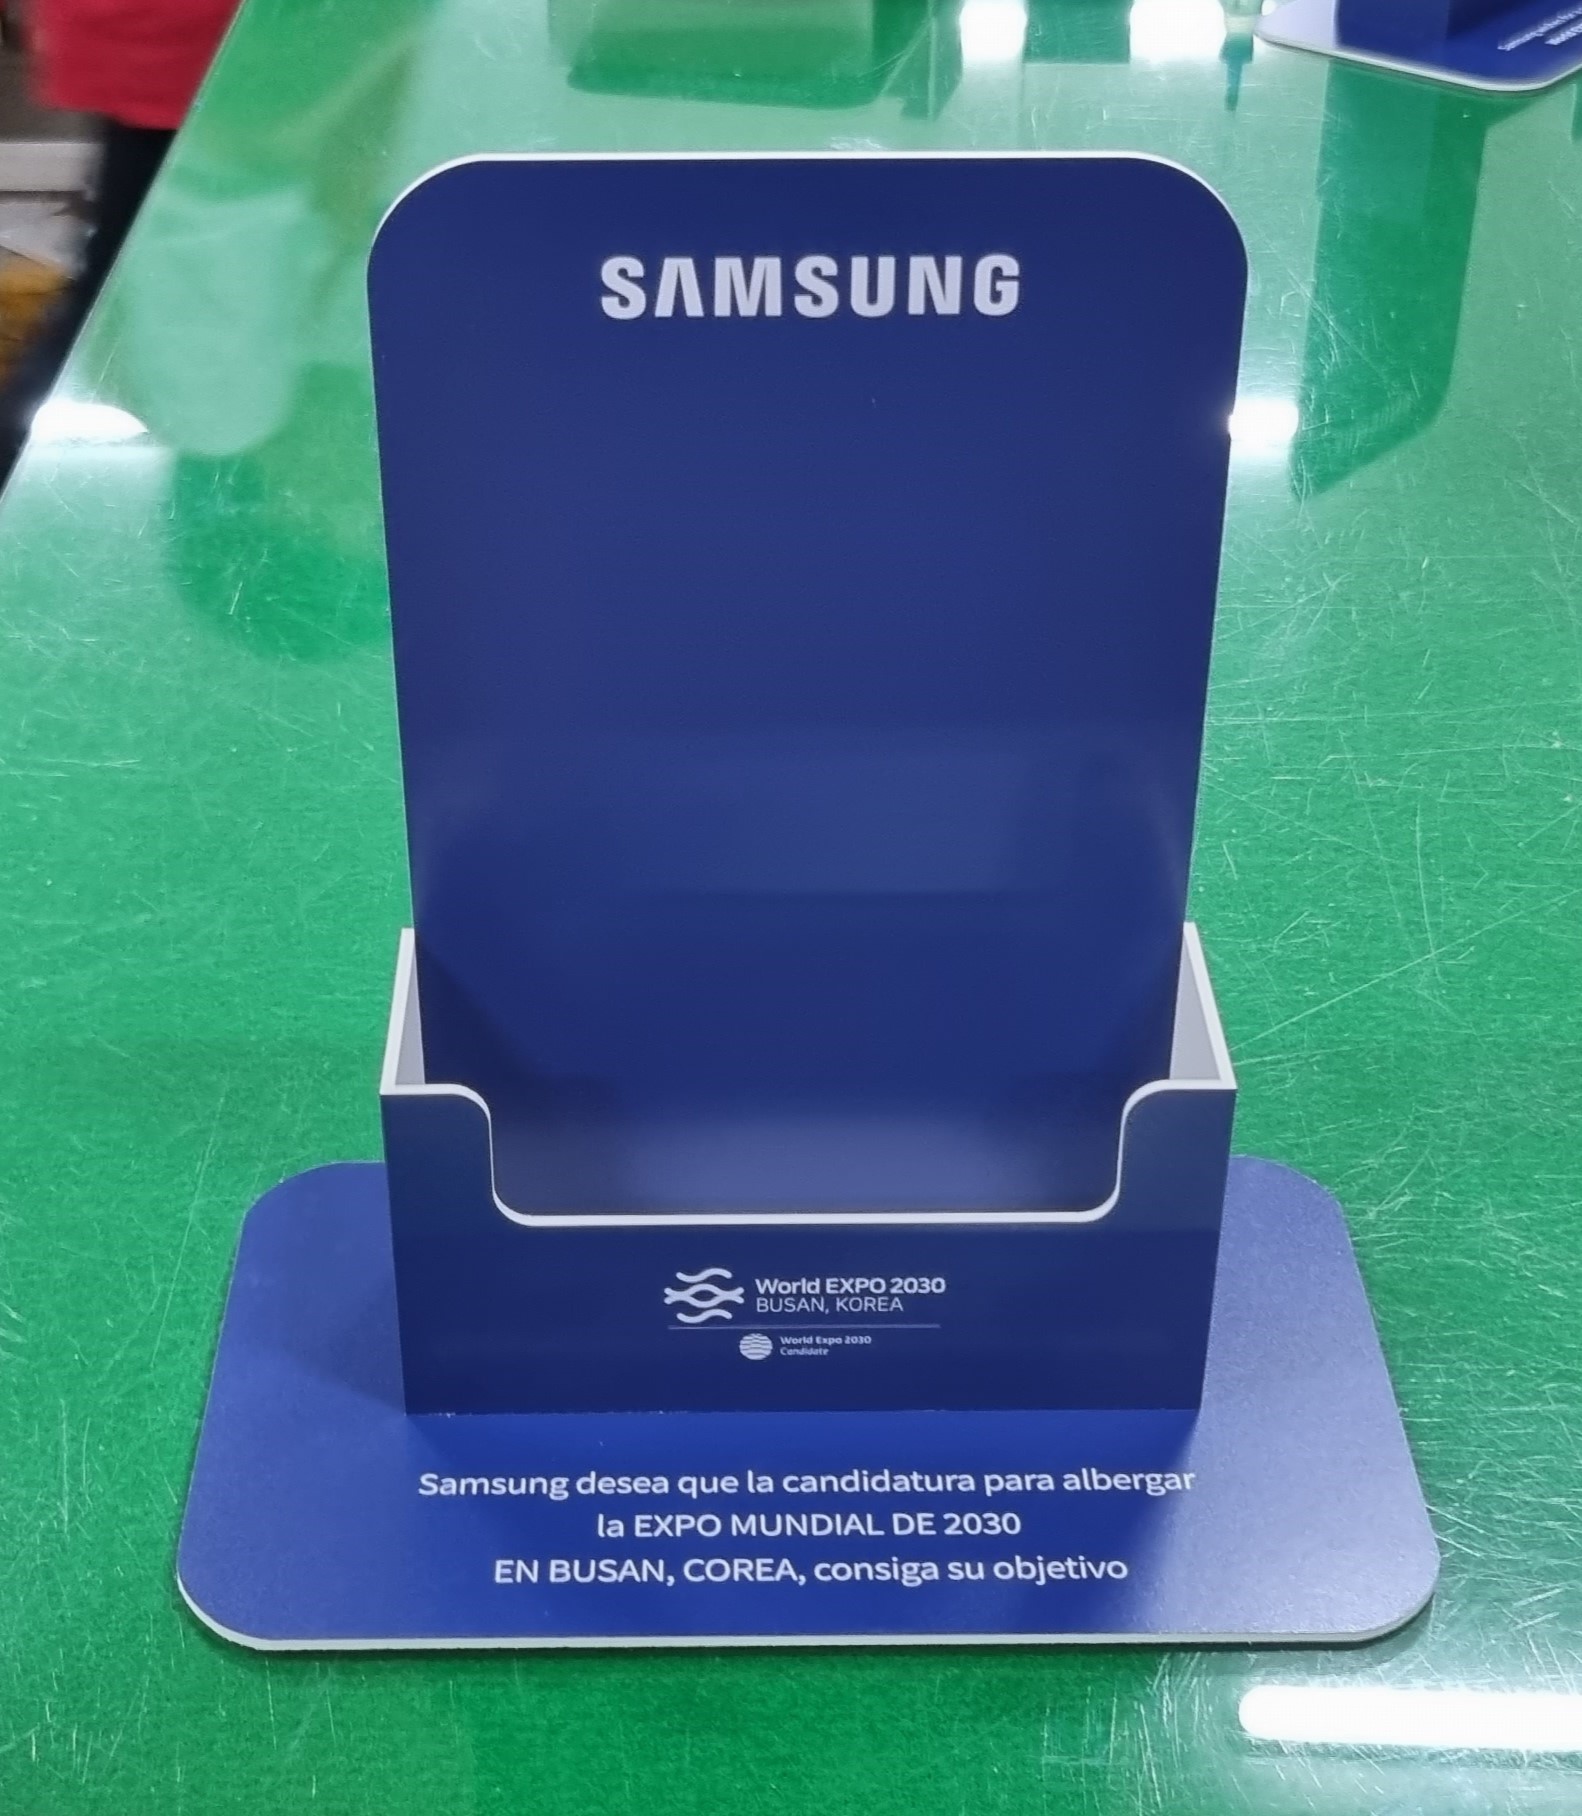 SAMSUNG
World EXPO 2030
BUSAN, KOREA
World Expo 2030
Candidate
Samsung desea que la candidatura para albergar
la EXPO MUNDIAL DE 2030
EN BUSAN, COREA, consiga su objetivo